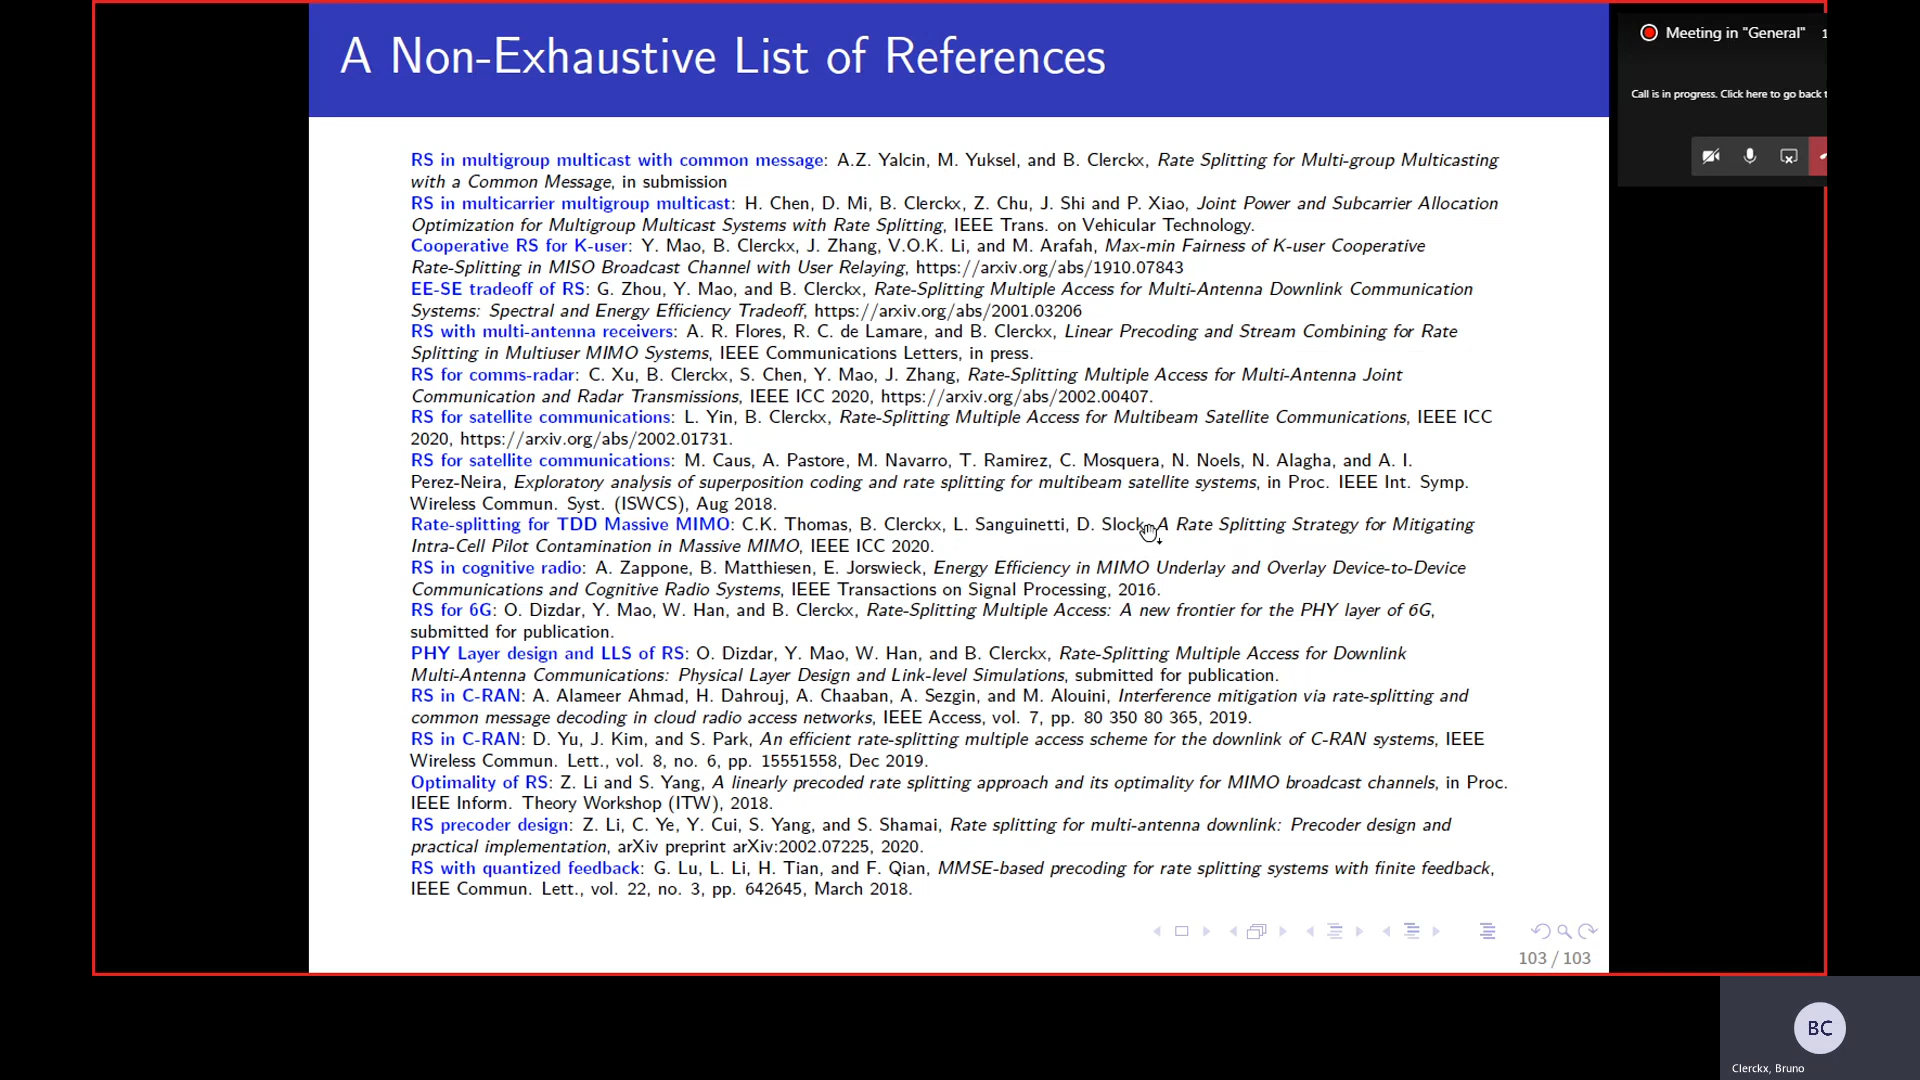 A Non-Exhaustive List of References
Meeting in "General"
Call is in progress. Click here to go back
RS in multigroup multicast with common message: A.Z. Yalcin, M. Yuksel, and B. Clerckx, Rate Splitting for Multi-group Multicasting
with a Common Message, in submission
RS in multicarrier multigroup multicast: H. Chen, D. Mi, B. Clerckx, Z. Chu, J. Shi and P. Xiao, Joint Power and Subcarrier Allocation
Optimization for Multigroup Multicast Systems with Rate Splitting, IEEE Trans. on Vehicular Technology.
Cooperative RS for K-user: Y. Mao, B. Clerckx, J. Zhang, V.O.K. Li, and M. Arafah, Max-min Fairness of K-user Cooperative
Rate-Splitting in MISO Broadcast Channel with User Relaying, https://arxiv.org/abs/1910.07843
EE-SE tradeoff of RS: G. Zhou, Y. Mao, and B. Clerckx, Rate-Splitting Multiple Access for Multi-Antenna Downlink Communication
Systems: Spectral and Energy Efficiency Tradeoff, https://arxiv.org/abs/2001.03206
RS with multi-antenna receivers: A. R. Flores, R. C. de Lamare, and B. Clerckx, Linear Precoding and Stream Combining for Rate
Splitting in Multiuser MIMO Systems, IEEE Communications Letters, in press.
RS for comms-radar: C. Xu, B. Clerckx, S. Chen, Y. Mao, J. Zhang, Rate-Splitting Multiple Access for Multi-Antenna Joint
Communication and Radar Transmissions, IEEE ICC 2020, https://arxiv.org/abs/2002.00407.
RS for satellite communications: L. Yin, B. Clerckx, Rate-Splitting Multiple Access for Multibeam Satellite Communications, IEEE ICC
2020, https://arxiv.org/abs/2002.01731.
RS for satellite communications: M. Caus, A. Pastore, M. Navarro, T. Ramirez, C. Mosquera, N. Noels, N. Alagha, and A. I.
Perez-Neira, Exploratory analysis of superposition coding and rate splitting for multibeam satellite systems, in Proc. IEEE Int. Symp.
Wireless Commun. Syst. (ISWCS), Aug 2018.
Rate-splitting for TDD Massive MIMO: C.K. Thomas, B. Clerckx, L. Sanguinetti, D. Slock, A Rate Splitting Strategy for Mitigating
Intra-Cell Pilot Contamination in Massive MIMO, IEEE ICC 2020.
RS in cognitive radio: A. Zappone, B. Matthiesen, E. Jorswieck, Energy Efficiency in MIMO Underlay and Overlay Device-to-Device
Communications and Cognitive Radio Systems, IEEE Transactions on Signal Processing, 2016.
RS for 6G: O. Dizdar, Y. Mao, W. Han, and B. Clerckx, Rate-Splitting Multiple Access: A new frontier for the PHY layer of 6G,
submitted for publication.
PHY Layer design and LLS of RS: O. Dizdar, Y. Mao, W. Han, and B. Clerckx, Rate-Splitting Multiple Access for Downlink
Multi-Antenna Communications: Physical Layer Design and Link-level Simulations, submitted for publication.
RS in C-RAN: A. Alameer Ahmad, H. Dahrouj, A. Chaaban, A. Sezgin, and M. Alouini, Interference mitigation via rate-splitting and
common message decoding in cloud radio access networks, IEEE Access, vol. 7, pp. 80 350 80 365, 2019.
RS in C-RAN: D. Yu, J. Kim, and S. Park, An efficient rate-splitting multiple access scheme for the downlink of C-RAN systems, IEEE
Wireless Commun. Lett., vol. 8, no. 6, pp. 15551558, Dec 2019.
Optimality of RS: Z. Li and S. Yang, A linearly precoded rate splitting approach and its optimality for MIMO broadcast channels, in Proc.
IEEE Inform. Theory Workshop (ITW), 2018.
RS precoder design: Z. Li, C. Ye, Y. Cui, S. Yang, and S. Shamai, Rate splitting for multi-antenna downlink: Precoder design and
practical implementation, arXiv preprint arXiv:2002.07225, 2020.
RS with quantized feedback: G. Lu, L. Li, H. Tian, and F. Qian, MMSE-based precoding for rate splitting systems with finite feedback,
IEEE Commun. Lett., vol. 22, no. 3, pp. 642645, March 2018.
103 / 103
BC
Clerckx, Bruno